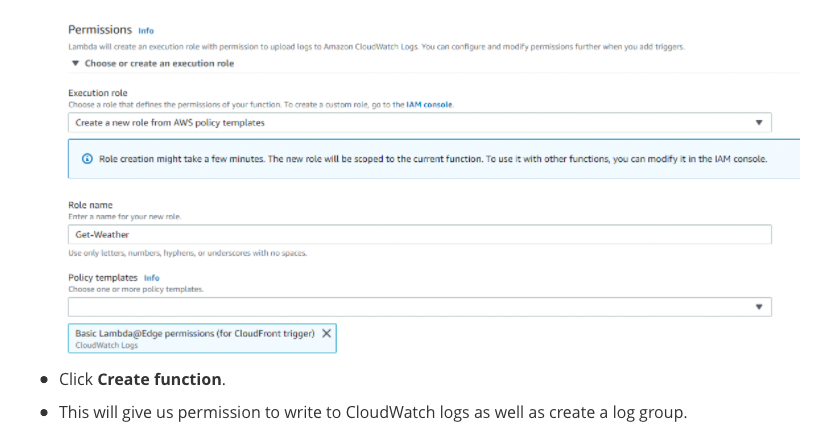 Permissions Info
Lambda will create an execution role with permission to upload logs to Amazon CloudWatch Logs. You can configure and modify permissions further when you add triggers.
▼ Choose or create an execution role
Execution role
Choose a role that defines the permissions of your function. To create a custom role, go to the IAM console.
Create a new role from AWS policy templates
Role creation might take a few minutes. The new role will be scoped to the current function. To use it with other functions, you can modify it in the IAM console.
Role name
Enter a name for your new role.
Get-Weather
Use only letters, numbers, hyphens, or underscores with no spaces.
Policy templates Info
Choose one or more policy templates.
Basic Lambda@Edge permissions (for CloudFront trigger)
CloudWatch Logs
• Click Create function.
• This will give us permission to write to CloudWatch logs as well as create a log group.